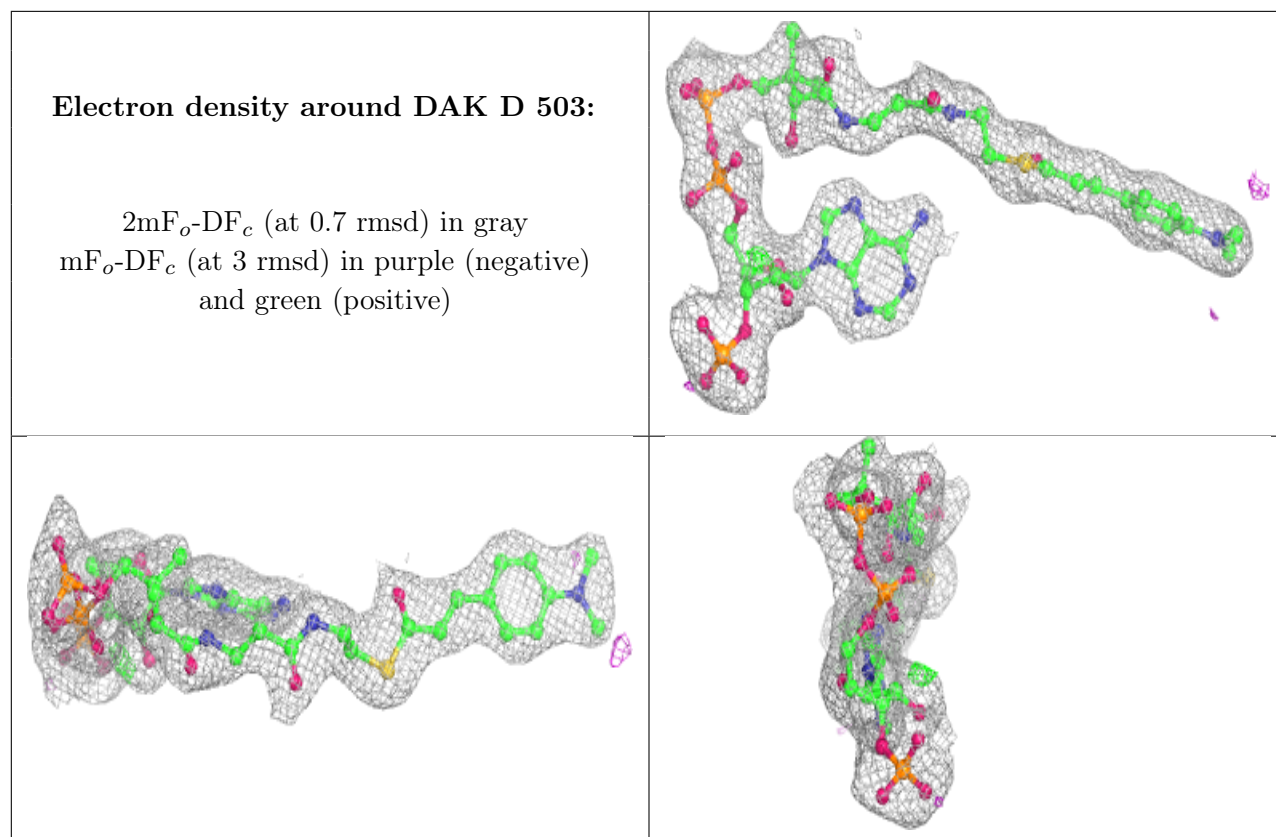 Electron density around DAK D 503:
2mFo-DFc (at 0.7 rmsd) in gray
mFo-DFc (at 3 rmsd) in purple (negative)
and green (positive)